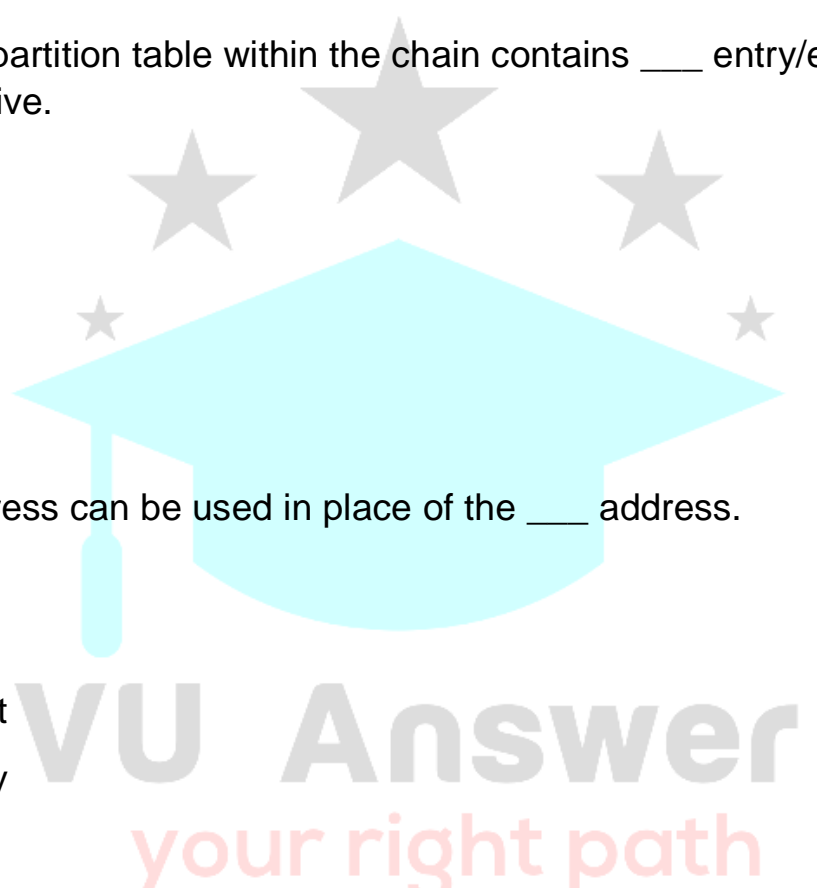 partition table within the chain contains ___ entry/e
ive.
ess can be used in place of the ___ address.
t
y
VU Answer
your right path